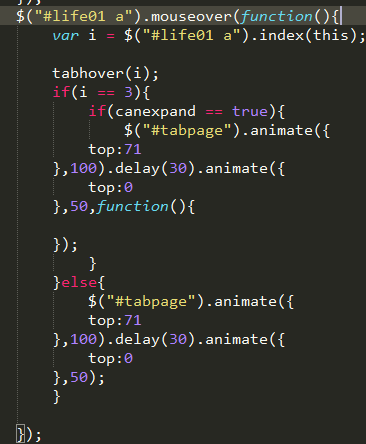 });
$("#life01 a").mouseover(function(){
    var i = $("#life01 a").index(this);

    tabhover(i);
    if(i == 3){
        if(canexpand == true){
            $("#tabpage").animate({
        top:71
    },100).delay(30).animate({
        top:0
    },50,function(){

    });
        }
    }else{
        $("#tabpage").animate({
        top:71
    },100).delay(30).animate({
        top:0
    },50);
    }

});